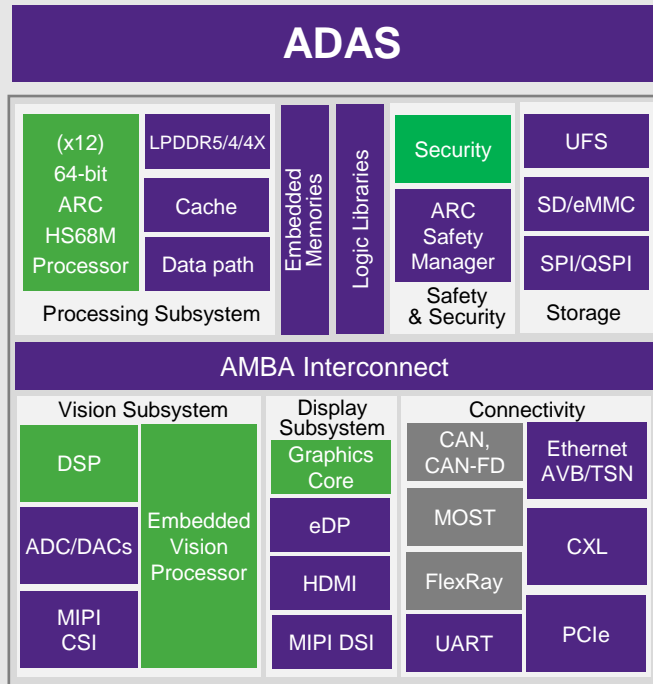 ADAS
(x12)
64-bit
ARC
HS68M
Processor
LPDDR5/4/4X
Cache
Data path
Processing Subsystem
Embedded
Memories
Logic Libraries
Security
ARC
Safety
Manager
Safety
& Security
UFS
SD/eMMC
SPI/QSPI
Storage
AMBA Interconnect
Vision Subsystem
DSP
ADC/DACs
MIPI
CSI
Embedded
Vision
Processor
Display
Subsystem
Graphics
Core
eDP
HDMI
MIPI DSI
Connectivity
CAN,
CAN-FD
MOST
FlexRay
UART
Ethernet
AVB/TSN
CXL
PCIe